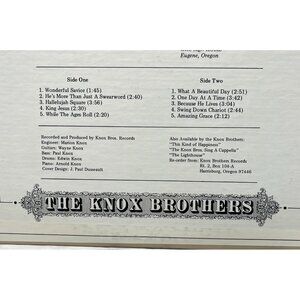 Eugene, Oregon
Side One
1. Wonderful Savior (1:45)
2. He's More Than Just A Swearword (2:40)
3. Hallelujah Square (3:56)
4. King Jesus (2:30)
5. While The Ages Roll (2:20)
Side Two
1. What A Beautiful Day (2:51)
2. One Day At A Time (3:42)
3. Because He Lives (3:04)
4. Swing Down Chariot (2:44)
5. Amazing Grace (2:12)
Recorded and Produced by Knox Bros. Records
Engineer: Marion Knox
Guitar: Wayne Knox
Bass: Paul Knox
Drums: Edwin Knox
Piano: Arnold Knox
Cover Design: J. Paul Dusseault
Also Available by the Knox Brothers:
"This Kind of Happiness"
"The Knox Bros. Sing A Cappella"
"The Lighthouse"
Re-order from: Knox Brothers Records
Rt. 2, Box 108-A
Harrisburg, Oregon 97446
THE KNOX BROTHERS